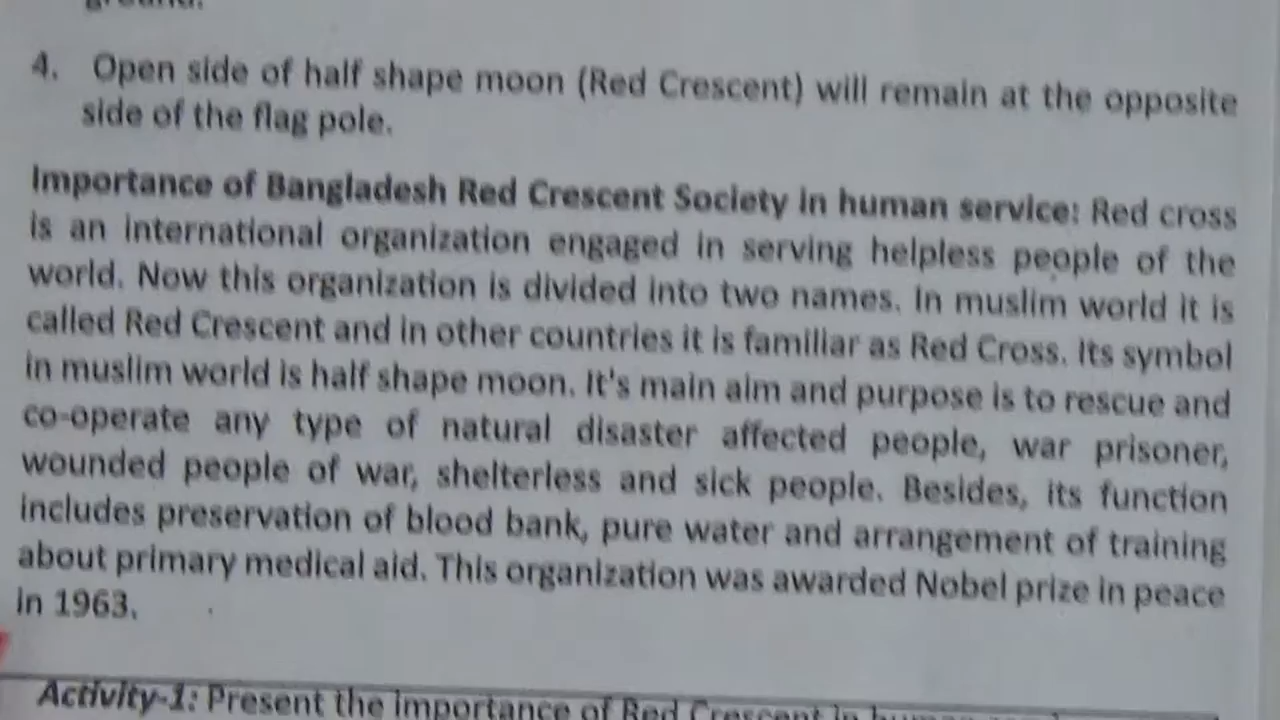 ground.
4. Open side of half shape moon (Red Crescent) will remain at the opposite
side of the flag pole.
Importance of Bangladesh Red Crescent Society in human service: Red cross
is an international organization engaged in serving helpless people of the
world. Now this organization is divided into two names. In muslim world it is
called Red Crescent and in other countries it is familiar as Red Cross. Its symbol
in muslim world is half shape moon. It's main aim and purpose is to rescue and
co-operate any type of natural disaster affected people, war prisoner,
wounded people of war, shelterless and sick people. Besides, its function
includes preservation of blood bank, pure water and arrangement of training
about primary medical aid. This organization was awarded Nobel prize in peace
in 1963.
Activity-1: Present the importance of Red Crescent in human